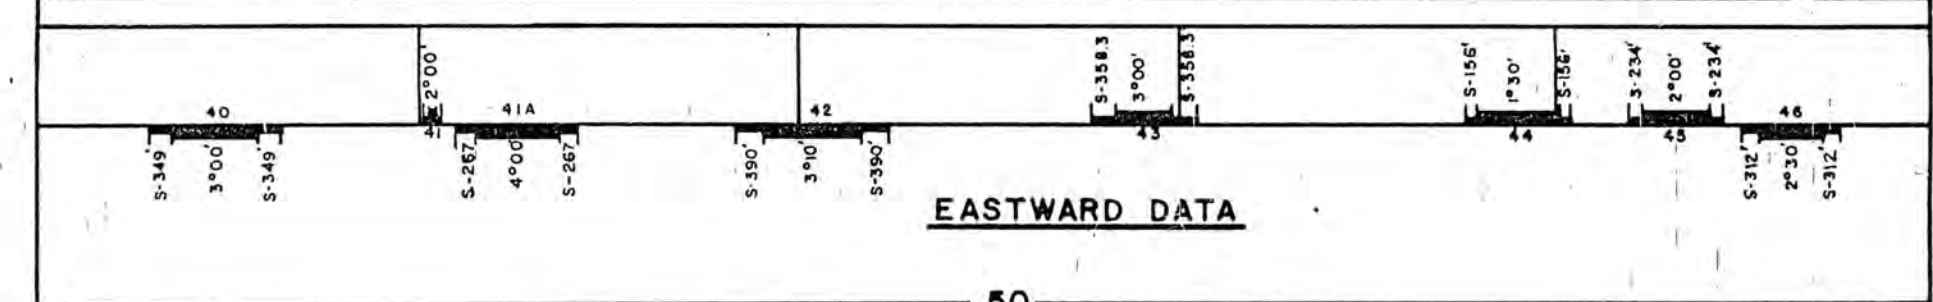 40
S-349'
3°00'
S-349'
41
2°00'
41A
S-267'
4°00'
S-267'
42
S-390'
3°10'
S-390'
S-358.3
3°00'
S-358.3
43
S-156'
1°30'
S-156'
44
S-234'
2°00'
S-234'
45
46
S-312'
2°30'
S-312'
EASTWARD DATA
50